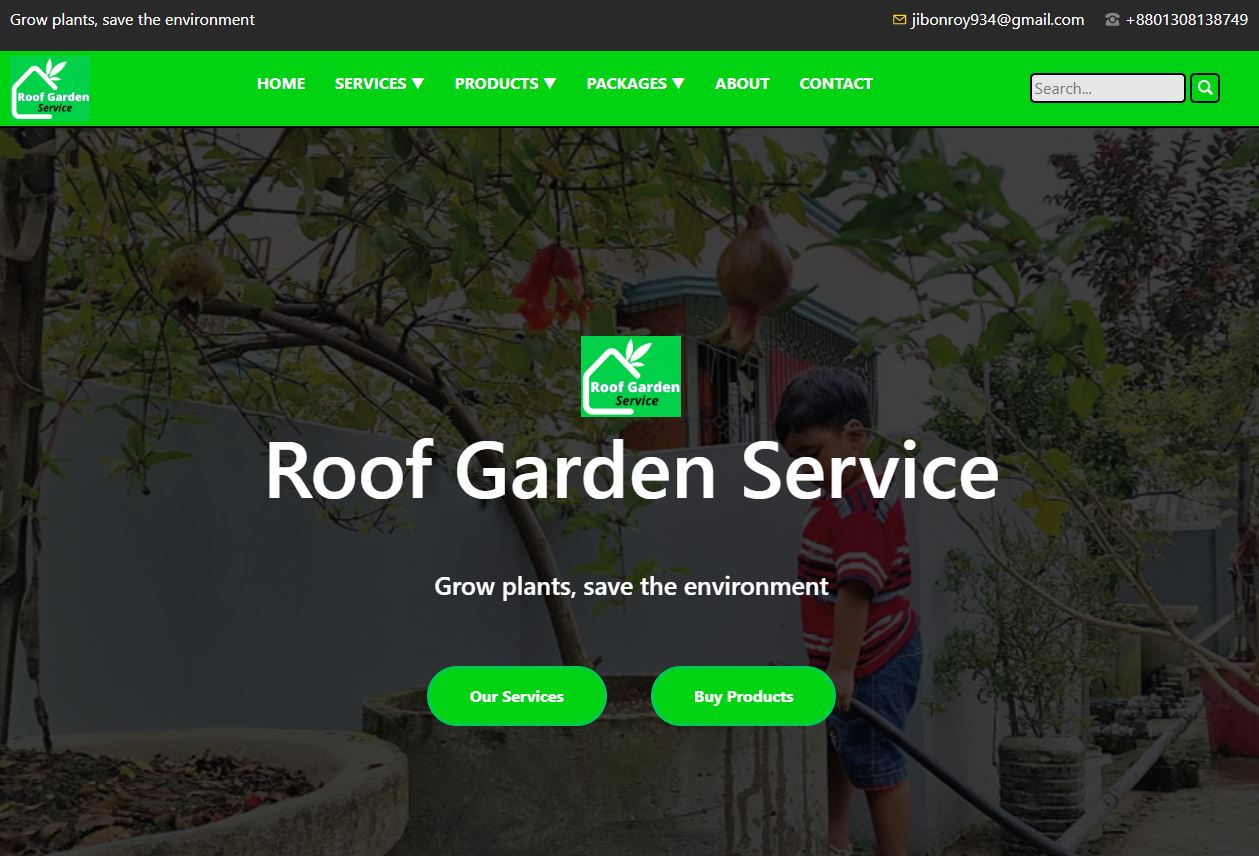 Grow plants, save the environment
jibonroy934@gmail.com +8801308138749
Roof Garden
Service
HOME SERVICES ▼ PRODUCTS ▼ PACKAGES ▼ ABOUT CONTACT
Search...
Roof Garden
Service
Roof Garden Service
Grow plants, save the environment
Our Services Buy Products